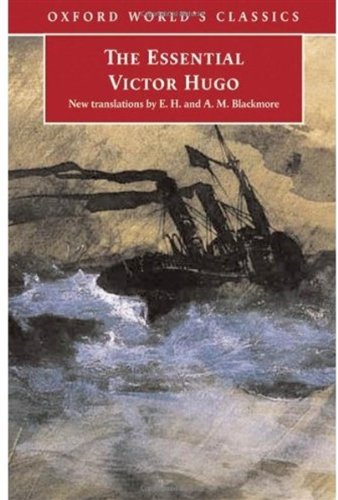 OXFORD WORLD'S CLASSICS
THE ESSENTIAL
VICTOR HUGO
New translations by E. H. and A. M. Blackmore